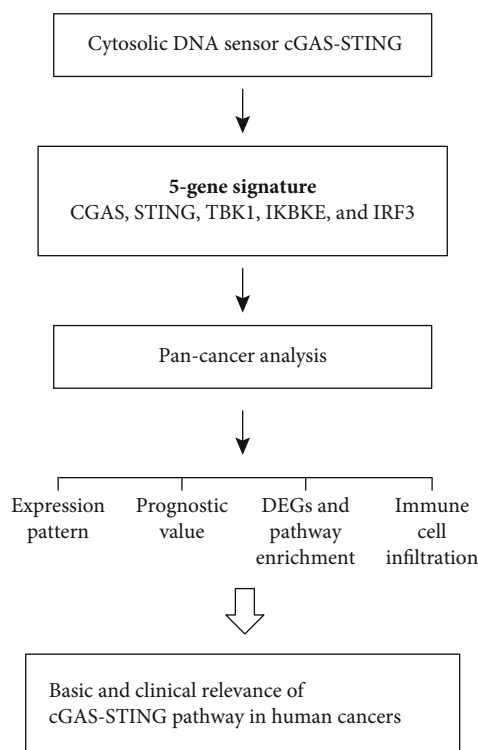 Cytosolic DNA sensor cGAS-STING
5-gene signature
CGAS, STING, TBK1, IKBKE, and IRF3
Pan-cancer analysis
Expression
pattern
Prognostic
value
DEGs and
pathway
enrichment
Immune
cell
infiltration
Basic and clinical relevance of
cGAS-STING pathway in human cancers